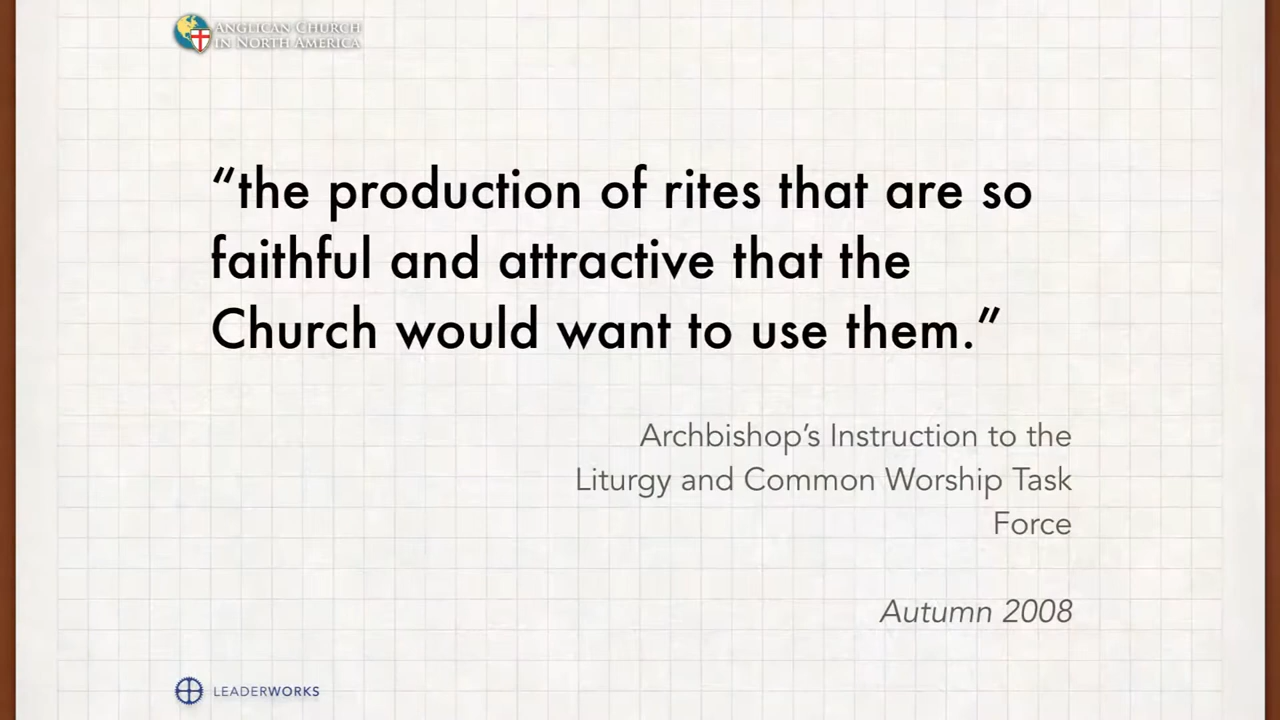 ANGLICAN CHURCH
IN NORTH AMERICA
“the production of rites that are so
faithful and attractive that the
Church would want to use them.”
Archbishop’s Instruction to the
Liturgy and Common Worship Task
Force
Autumn 2008
LEADERWORKS